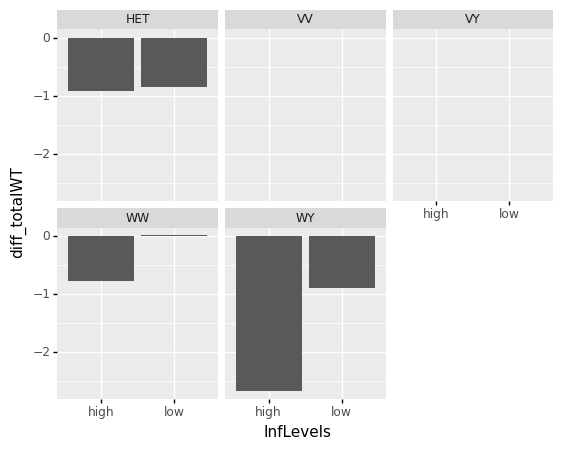 HET VV VY
0
−1
−2
high low
WW WY
0
−1
−2
high low high low
diff_totalWT
InfLevels